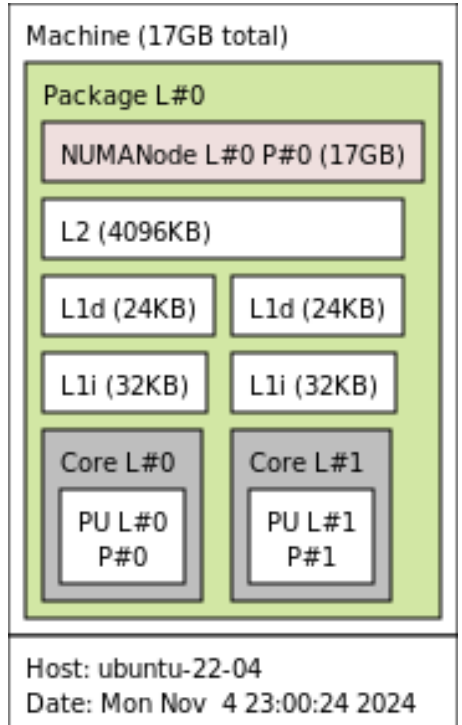 Machine (17GB total)
Package L#0
NUMANode L#0 P#0 (17GB)
L2 (4096KB)
L1d (24KB) L1d (24KB)
L1i (32KB) L1i (32KB)
Core L#0 Core L#1
PU L#0 PU L#1
P#0 P#1
Host: ubuntu-22-04
Date: Mon Nov  4 23:00:24 2024